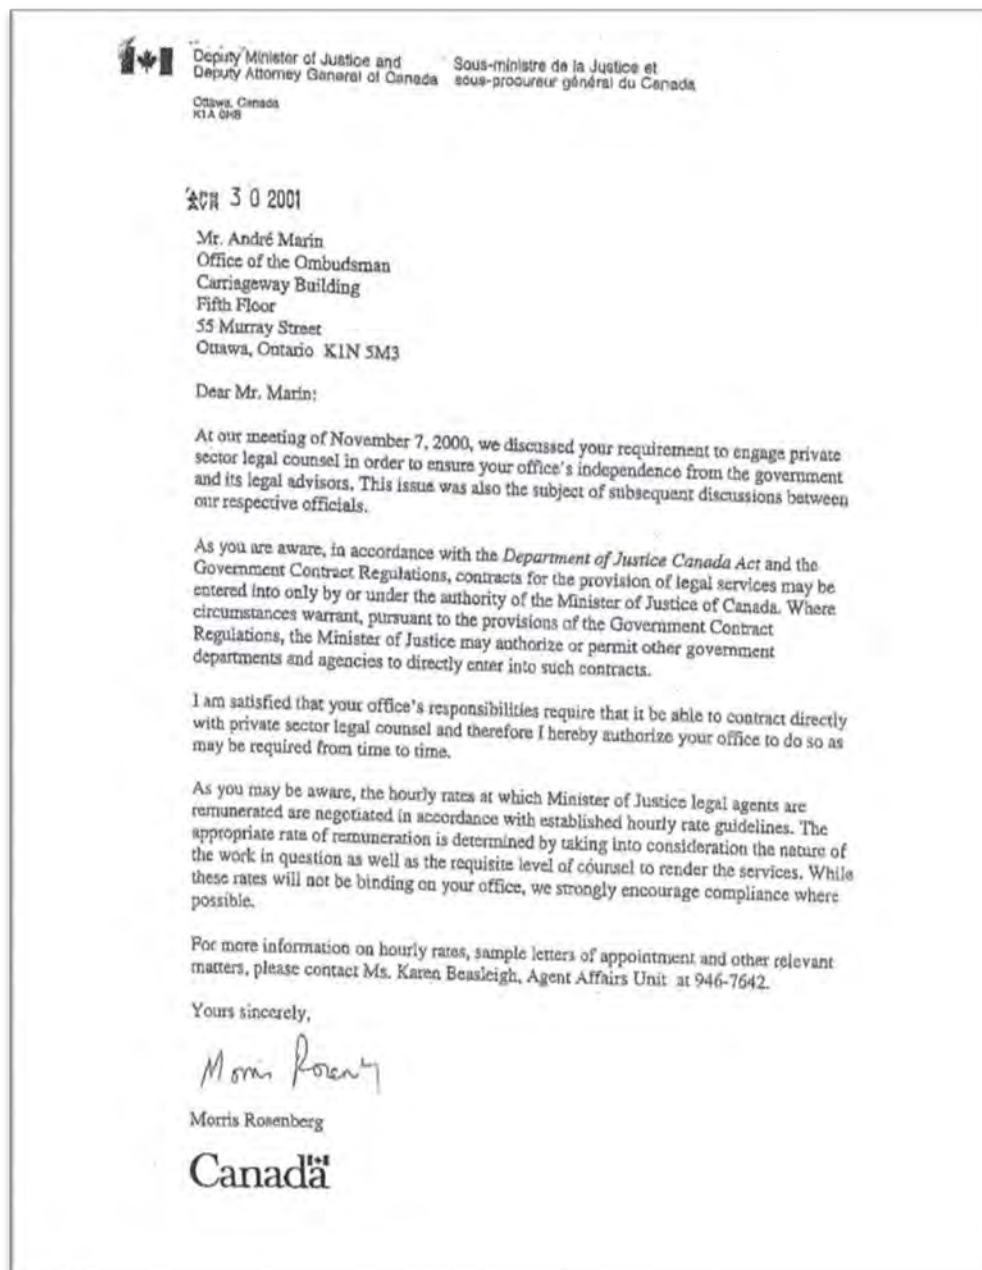 Deputy Minister of Justice and
Deputy Attorney General of Canada
Sous-ministre de la Justice et
sous-procureur général du Canada
Ottawa, Canada
K1A 0H8
30 2001
Mr. André Marin
Office of the Ombudsman
Carriageway Building
Fifth Floor
55 Murray Street
Ottawa, Ontario K1N 5M3
Dear Mr. Marin:
At our meeting of November 7, 2000, we discussed your requirement to engage private
sector legal counsel in order to ensure your office's independence from the government
and its legal advisors. This issue was also the subject of subsequent discussions between
our respective officials.
As you are aware, in accordance with the Department of Justice Canada Act and the
Government Contract Regulations, contracts for the provision of legal services may be
entered into only by or under the authority of the Minister of Justice of Canada. Where
circumstances warrant, pursuant to the provisions of the Government Contract
Regulations, the Minister of Justice may authorize or permit other government
departments and agencies to directly enter into such contracts.
I am satisfied that your office's responsibilities require that it be able to contract directly
with private sector legal counsel and therefore I hereby authorize your office to do so as
may be required from time to time.
As you may be aware, the hourly rates at which Minister of Justice legal agents are
remunerated are negotiated in accordance with established hourly rate guidelines. The
appropriate rate of remuneration is determined by taking into consideration the nature of
the work in question as well as the requisite level of counsel to render the services. While
these rates will not be binding on your office, we strongly encourage compliance where
possible.
For more information on hourly rates, sample letters of appointment and other relevant
matters, please contact Ms. Karen Beasleigh, Agent Affairs Unit at 946-7642.
Yours sincerely,
Morris Rosenberg
Canada